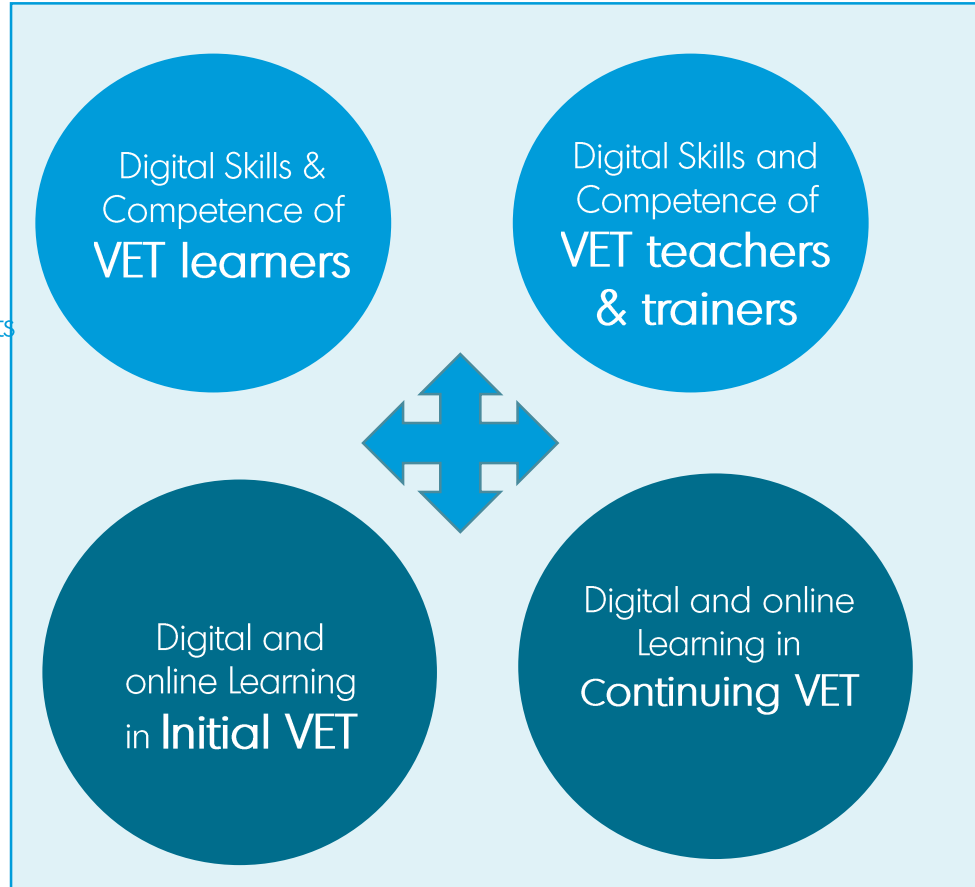 Digital Skills &
Competence of
VET learners
Digital Skills and
Competence of
VET teachers
& trainers
ts
Digital and
online Learning
in Initial VET
Digital and online
Learning in
Continuing VET